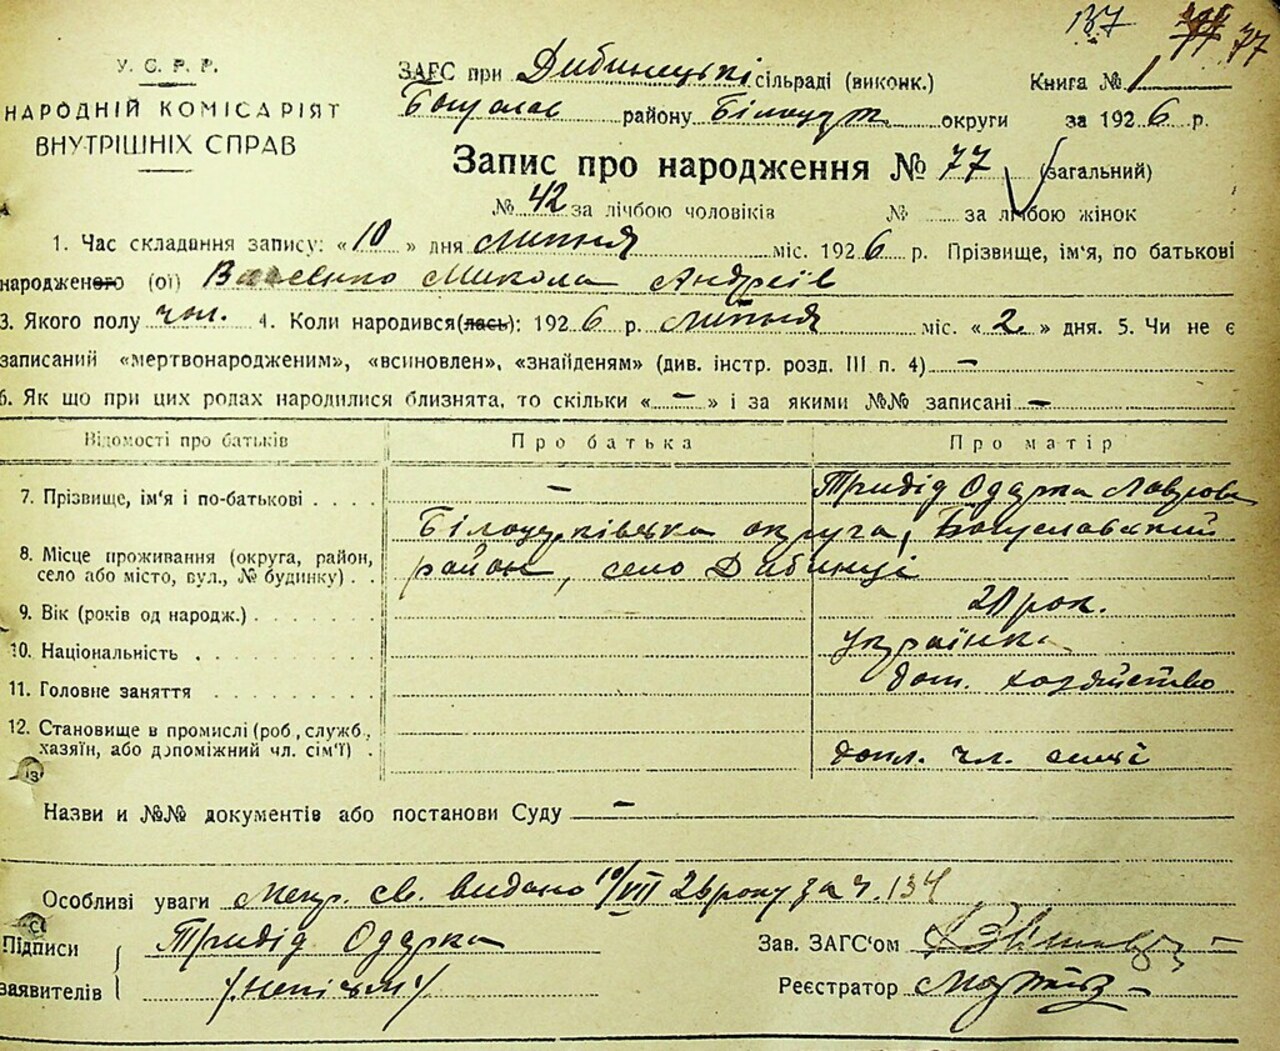 137 77
У. С. Р. Р.
НАРОДНІЙ КОМІСАРІЯТ
ВНУТРІШНІХ СПРАВ
ЗАГС при Дибинецькі сільраді (виконк.) Книга № 1
Богуслав району Білоцерк. округи за 1926 р.
Запис про народження № 77 (загальний)
№ 42 за лічбою чоловіків № за лічбою жінок
1. Час складання запису: «10» дня липня міс. 1926 р. Прізвище, ім'я, по батькові
народженого (ої) Микола Андріїв
3. Якого полу чол. 4. Коли народився(лась): 1926 р. липня міс. «2.» дня. 5. Чи не є
записаний «мертвонародженим», «всиновлен», «знайденям» (див. інстр. розд. III п. 4) —
6. Як що при цих родах народилися близнята, то скільки «—» і за якими №№ записані —
Відомості про батьків Про батька Про матір
7. Прізвище, ім'я і по-батькові . . . . — Тридід Одарка Лаврова
Білоцерківська округа, Богуславський
8. Місце проживання (округа, район,
село або місто, вул., № будинку) . . район, село Дибинці
9. Вік (років од народж.) . . . . . . . 21 рок.
10. Національність . . . . . . . українка
11. Головне заняття . . . . . . . дом. хозяйство
12. Становище в промислі (роб., служб.,
хазяїн, або допоміжний чл. сім'ї) . доп. чл. семьї
Назви и №№ документів або постанови Суду —
Особливі уваги Метр. св. видано 10/VII 26 року за ч. 134
Підписи Тридід Одарка Зав. ЗАГС'ом
заявителів /неписьм/ Реєстратор